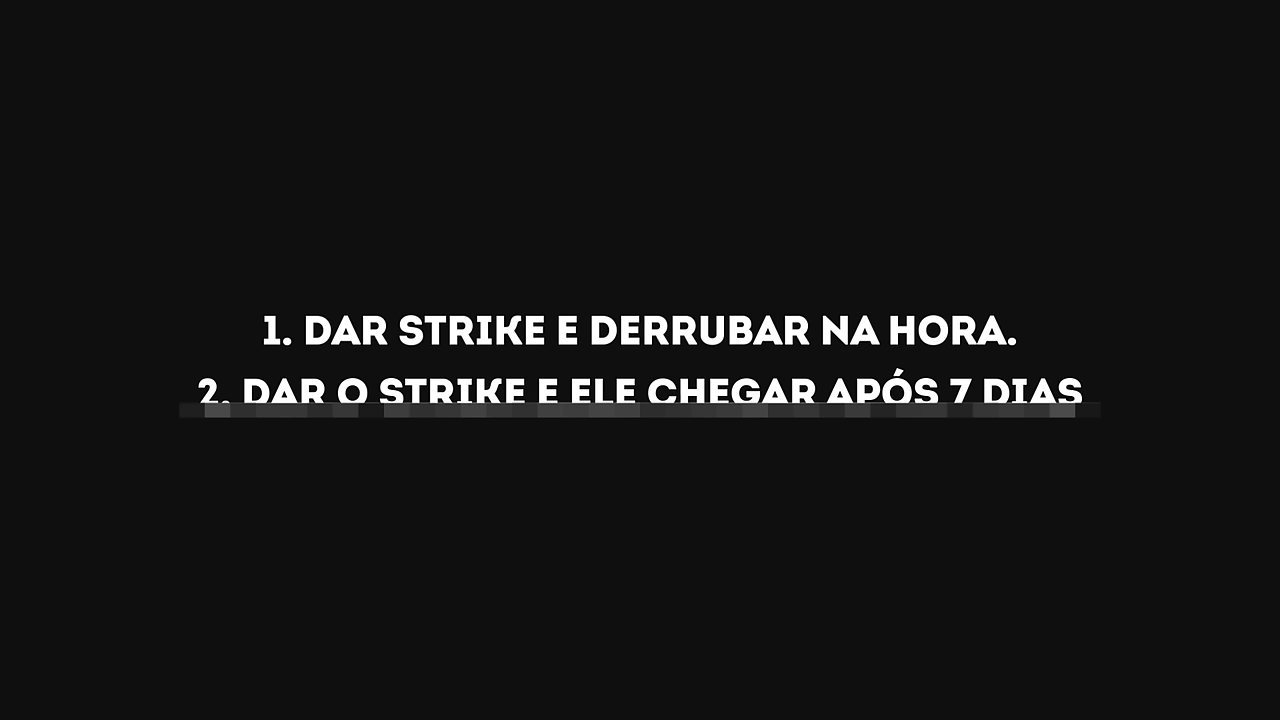 1. DAR STRIKE E DERRUBAR NA HORA.
2. DAR O STRIKE E ELE CHEGAR APÓS 7 DIAS